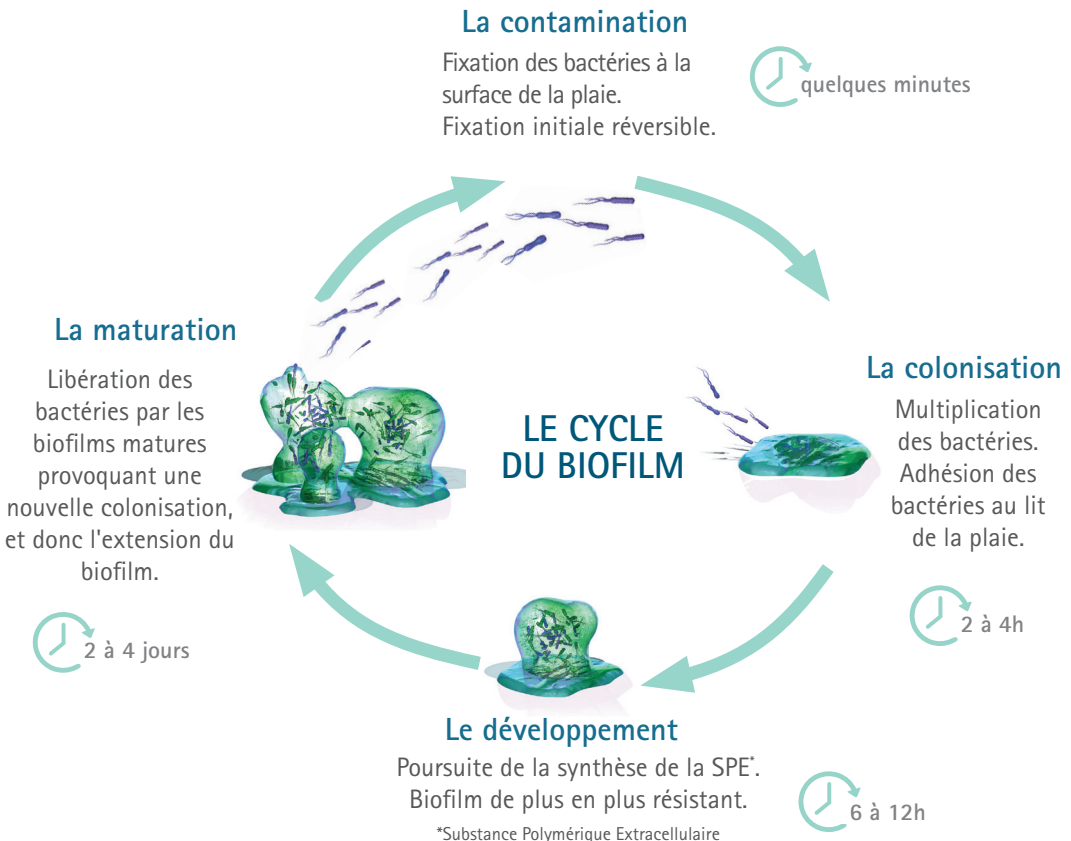 La contamination
Fixation des bactéries à la
surface de la plaie.
Fixation initiale réversible.
quelques minutes
La colonisation
Multiplication
des bactéries.
Adhésion des
bactéries au lit
de la plaie.
2 à 4h
Le développement
Poursuite de la synthèse de la SPE*.
Biofilm de plus en plus résistant.
*Substance Polymérique Extracellulaire
6 à 12h
La maturation
Libération des
bactéries par les
biofilms matures
provoquant une
nouvelle colonisation,
et donc l'extension du
biofilm.
2 à 4 jours
LE CYCLE
DU BIOFILM